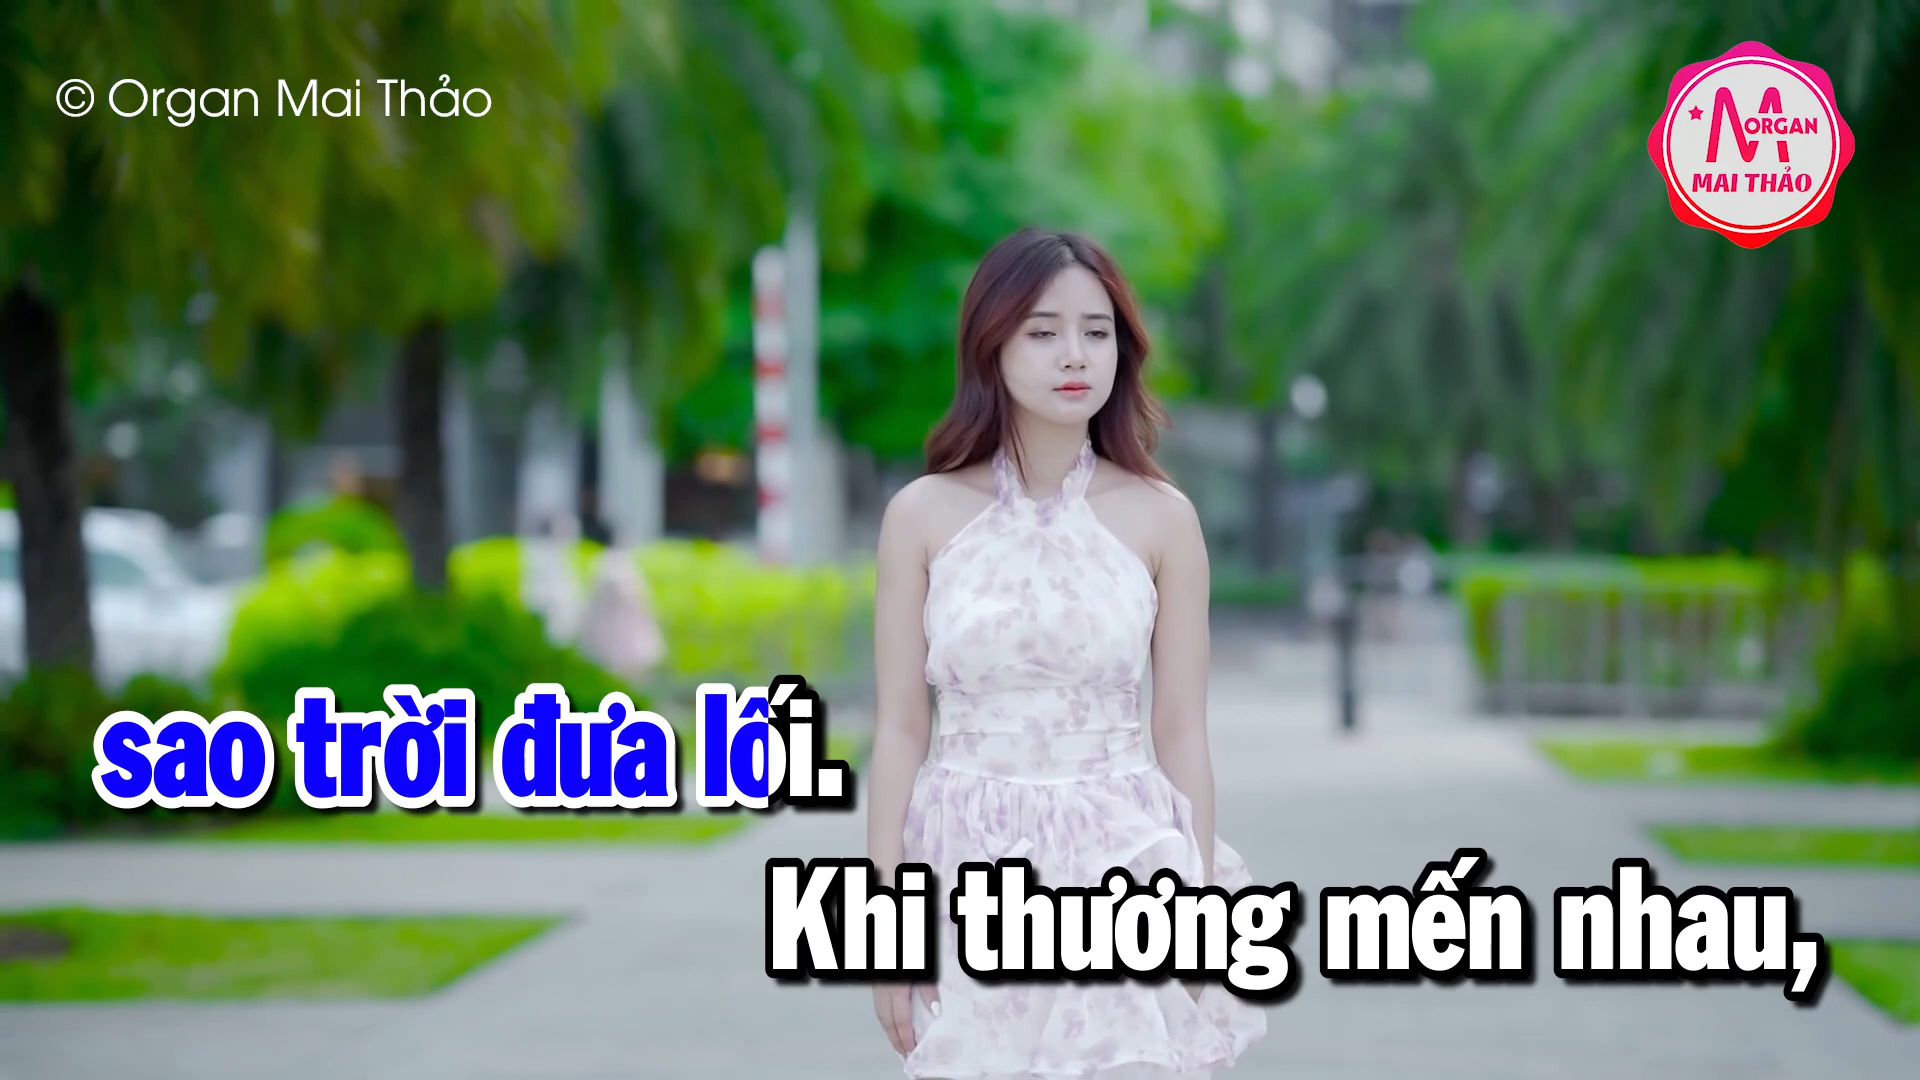 © Organ Mai Thảo
ORGAN
MAI THẢO
sao trời đưa lối.
Khi thương mến nhau,